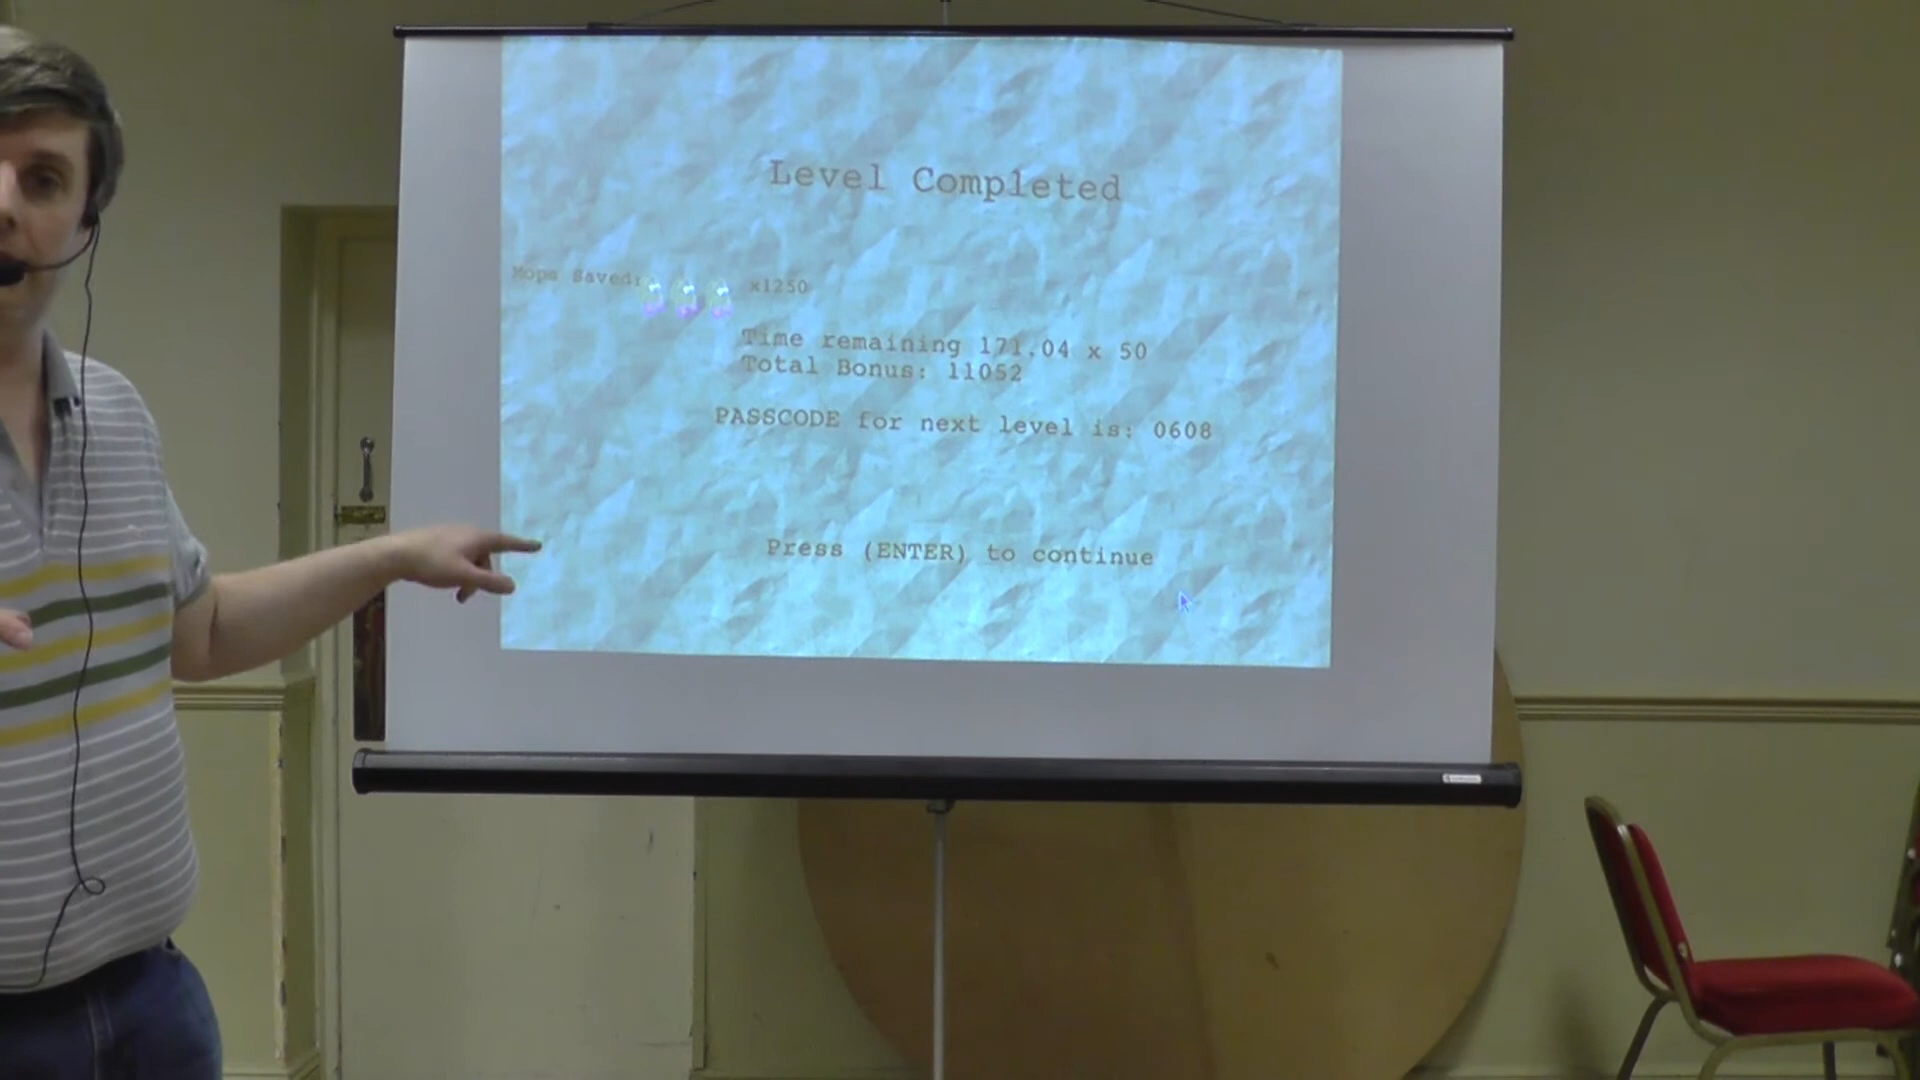 Level Completed
Mops Saved: x1250
Time remaining 171.04 x 50
Total Bonus: 11052
PASSCODE for next level is: 0608
Press (ENTER) to continue